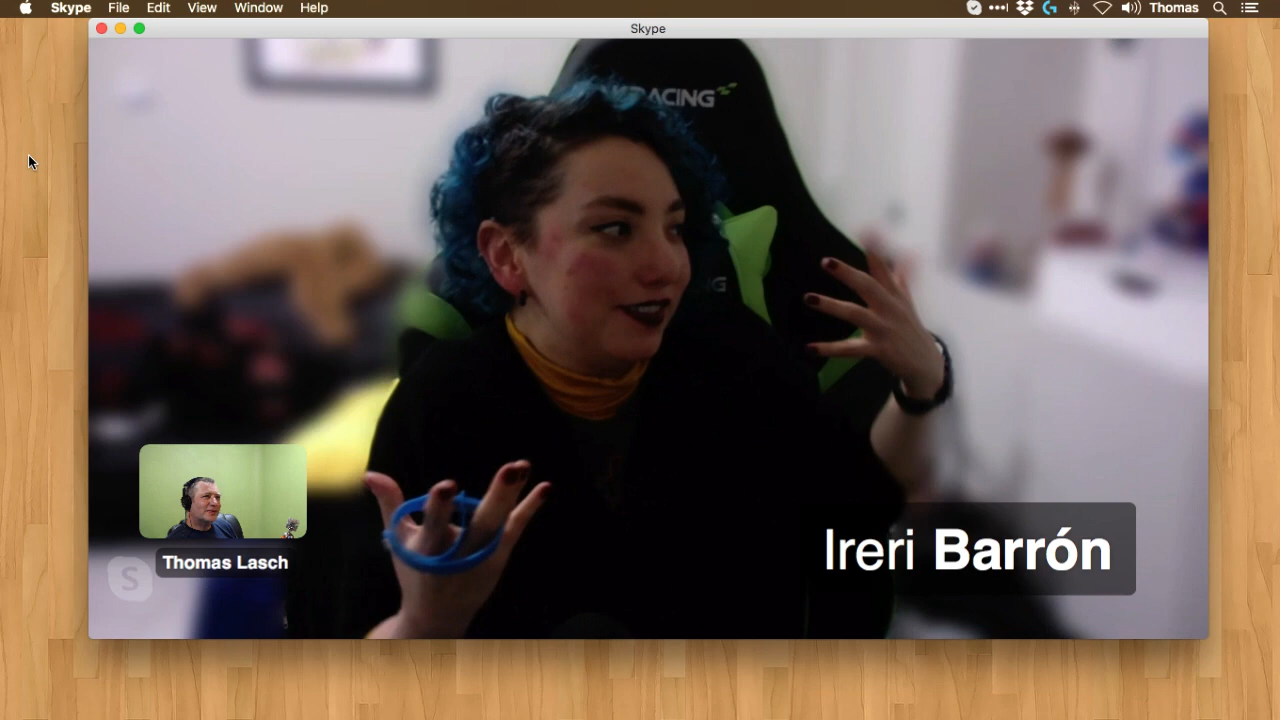 Skype File Edit View Window Help Thomas
Skype
RACING
Thomas Lasch
S
Ireri Barrón